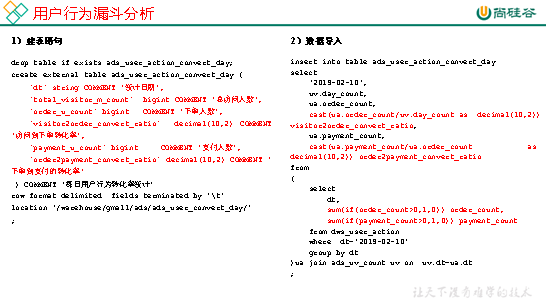 用户行为漏斗分析
尚硅谷
1）建表语句
drop table if exists ads_user_action_convert_day;
create external table ads_user_action_convert_day (
`dt` string COMMENT '统计日期',
`total_visitor_m_count` bigint COMMENT '总访问人数',
`order_u_count` bigint COMMENT '下单人数',
`visitor2order_convert_ratio` decimal(10,2) COMMENT
'访问到下单转化率',
`payment_u_count` bigint COMMENT '支付人数',
`order2payment_convert_ratio` decimal(10,2) COMMENT '
下单到支付的转化率'
) COMMENT '每日用户行为转化率统计'
row format delimited fields terminated by '\t'
location '/warehouse/gmall/ads/ads_user_convert_day/'
;
2）数据导入
insert into table ads_user_action_convert_day
select
'2019-02-10',
uv.day_count,
ua.order_count,
cast(ua.order_count/uv.day_count as decimal(10,2))
visitor2order_convert_ratio,
ua.payment_count,
cast(ua.payment_count/ua.order_count as
decimal(10,2)) order2payment_convert_ratio
from
(
select
dt,
sum(if(order_count>0,1,0)) order_count,
sum(if(payment_count>0,1,0)) payment_count
from dws_user_action
where dt='2019-02-10'
group by dt
)ua join ads_uv_count uv on uv.dt=ua.dt
;
让天下没有难学的技术